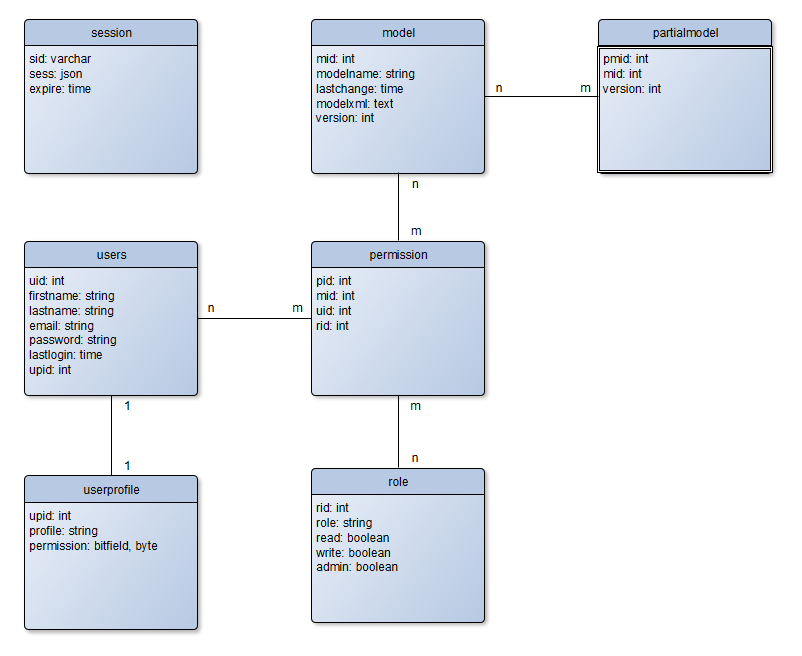 session
sid: varchar
sess: json
expire: time
model
mid: int
modelname: string
lastchange: time
modelxml: text
version: int
n
m
partialmodel
pmid: int
mid: int
version: int
n
m
users
uid: int
firstname: string
lastname: string
email: string
password: string
lastlogin: time
upid: int
n
m
permission
pid: int
mid: int
uid: int
rid: int
1
1
m
n
userprofile
upid: int
profile: string
permission: bitfield, byte
role
rid: int
role: string
read: boolean
write: boolean
admin: boolean